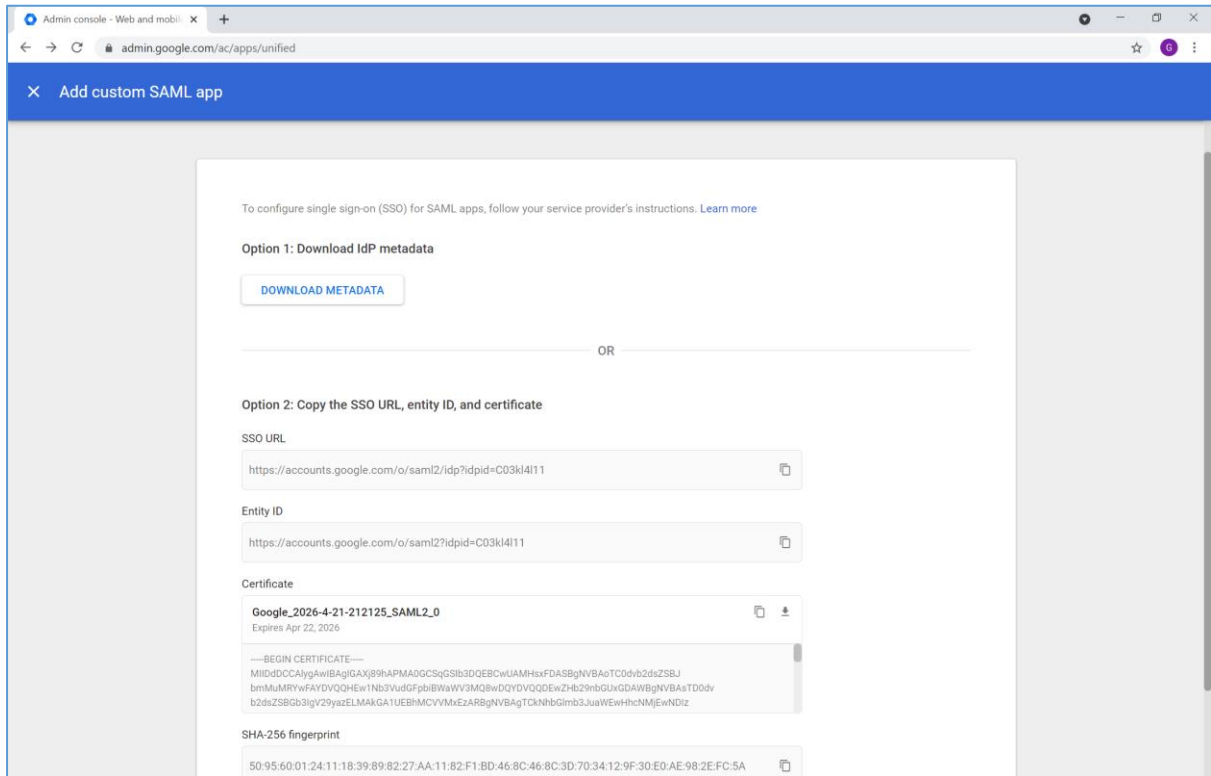 Admin console - Web and mobil
admin.google.com/ac/apps/unified
G
Add custom SAML app
To configure single sign-on (SSO) for SAML apps, follow your service provider's instructions. Learn more
Option 1: Download IdP metadata
DOWNLOAD METADATA
OR
Option 2: Copy the SSO URL, entity ID, and certificate
SSO URL
https://accounts.google.com/o/saml2/idp?idpid=C03kl4l11
Entity ID
https://accounts.google.com/o/saml2?idpid=C03kl4l11
Certificate
Google_2026-4-21-212125_SAML2_0
Expires Apr 22, 2026
-----BEGIN CERTIFICATE-----
MIIDdDCCAlygAwIBAgIGAXj89hAPMA0GCSqGSIb3DQEBCwUAMHsxFDASBgNVBAoTC0dvb2dsZSBJ
bmMuMRYwFAYDVQQHEw1Nb3VudGFpbiBWaWV3MQ8wDQYDVQQDEwZHb29nbGUxGDAWBgNVBAsTD0dv
b2dsZSBGb3IgV29yazELMAkGA1UEBhMCVVMxEzARBgNVBAgTCkNhbGlmb3JuaWEwHhcNMjEwNDIz
SHA-256 fingerprint
50:95:60:01:24:11:18:39:89:82:27:AA:11:82:F1:BD:46:8C:46:8C:3D:70:34:12:9F:30:E0:AE:98:2E:FC:5A